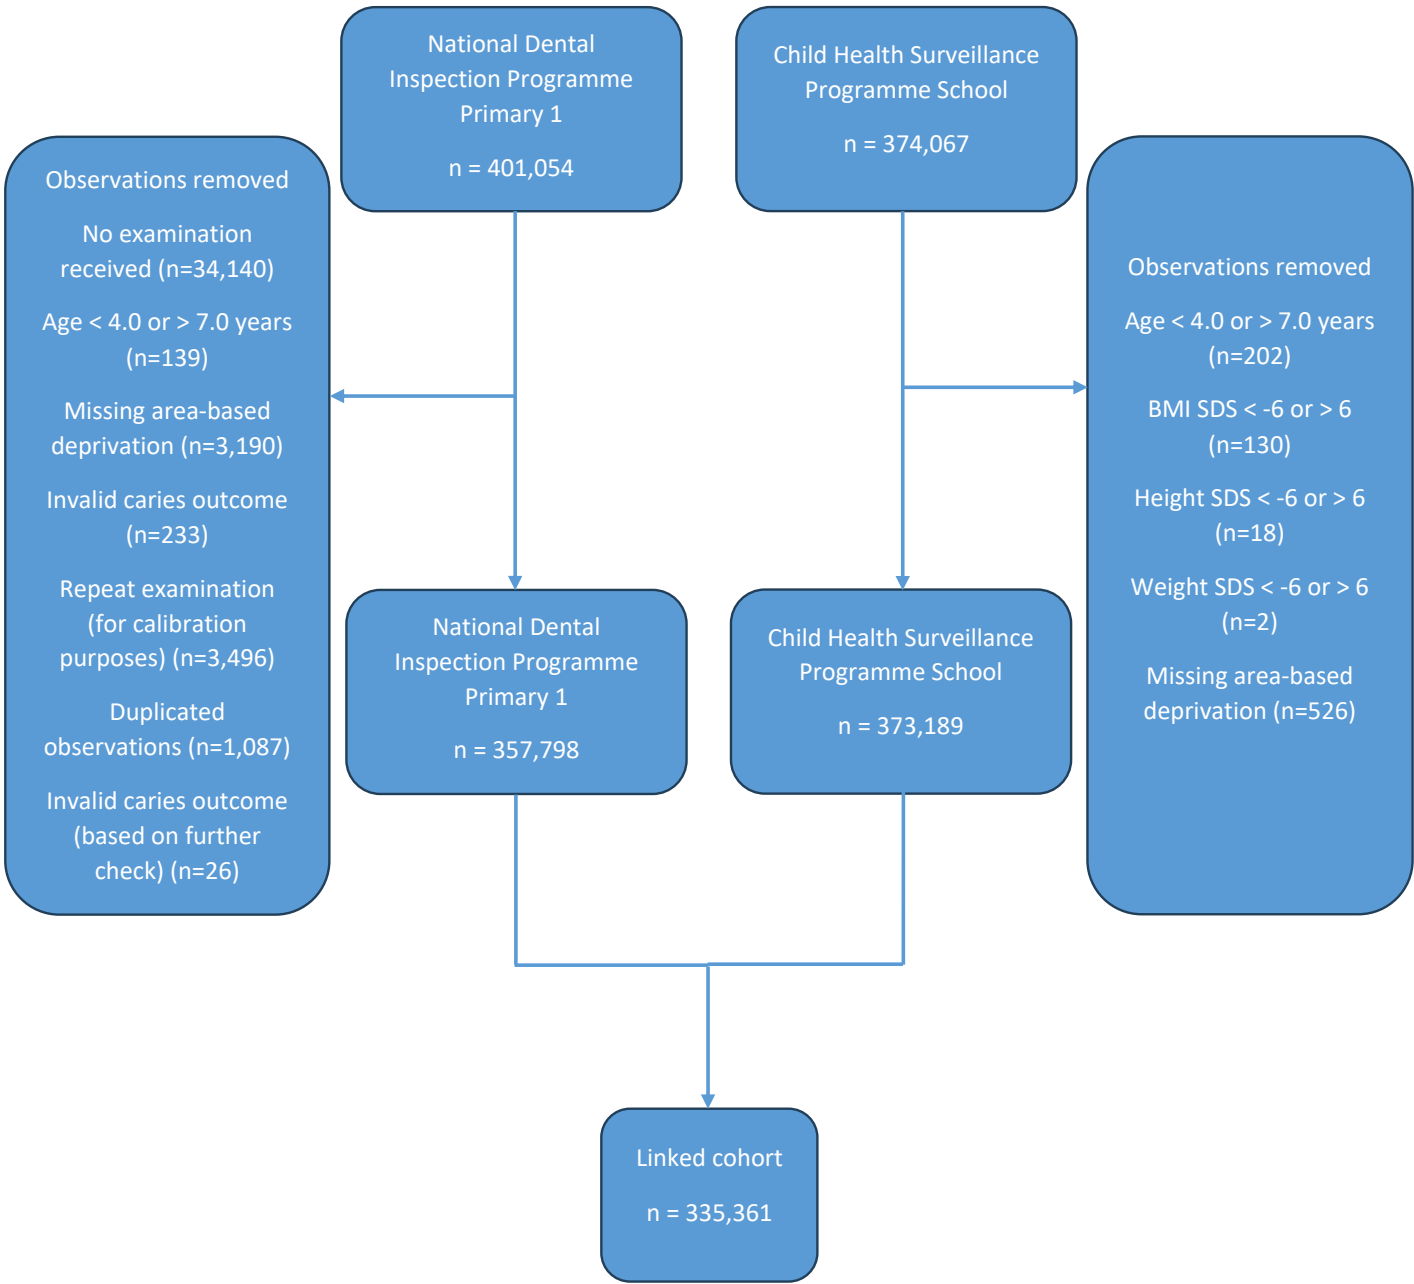 National Dental
Inspection Programme
Primary 1
n = 401,054
Child Health Surveillance
Programme School
n = 374,067
Observations removed
No examination
received (n=34,140)
Age < 4.0 or > 7.0 years
(n=139)
Missing area-based
deprivation (n=3,190)
Invalid caries outcome
(n=233)
Repeat examination
(for calibration
purposes) (n=3,496)
Duplicated
observations (n=1,087)
Invalid caries outcome
(based on further
check) (n=26)
Observations removed
Age < 4.0 or > 7.0 years
(n=202)
BMI SDS < -6 or > 6
(n=130)
Height SDS < -6 or > 6
(n=18)
Weight SDS < -6 or > 6
(n=2)
Missing area-based
deprivation (n=526)
National Dental
Inspection Programme
Primary 1
n = 357,798
Child Health Surveillance
Programme School
n = 373,189
Linked cohort
n = 335,361